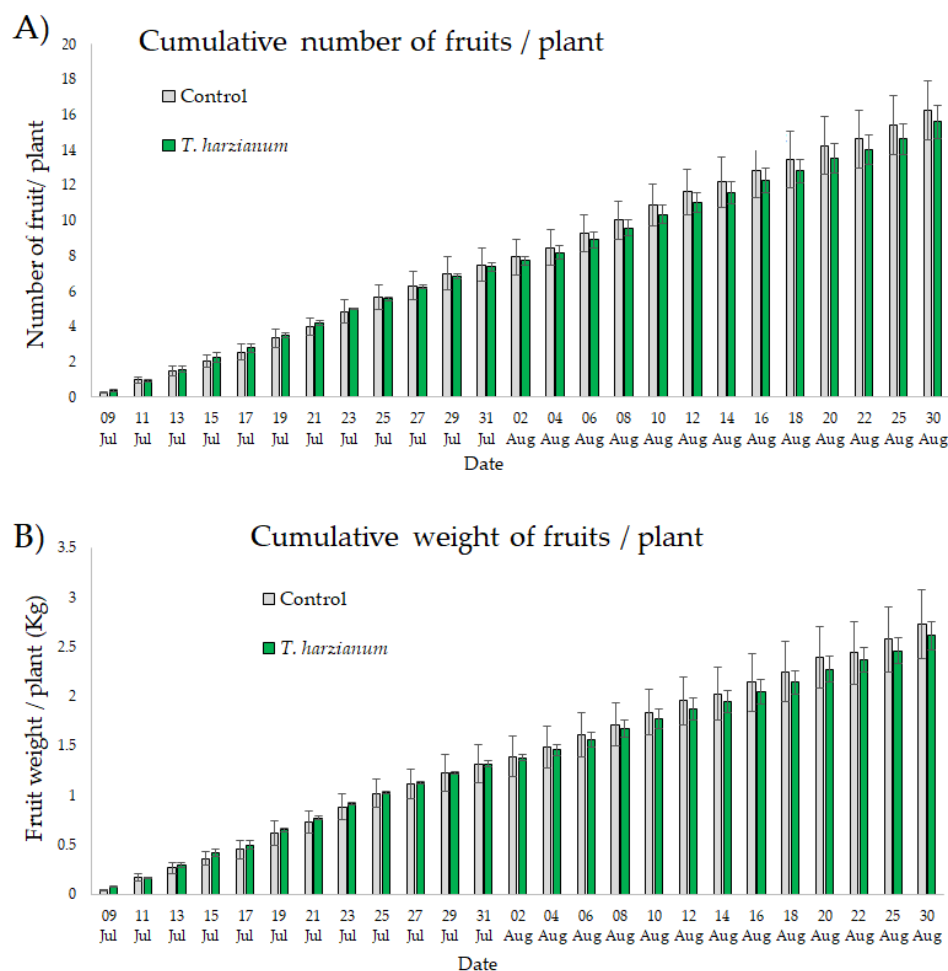 A)
Cumulative number of fruits / plant
Number of fruit/ plant
20
18
16
14
12
10
8
6
4
2
0
Control
T. harzianum
09 11 13 15 17 19 21 23 25 27 29 31 02 04 06 08 10 12 14 16 18 20 22 25 30
Jul Jul Jul Jul Jul Jul Jul Jul Jul Jul Jul Jul Aug Aug Aug Aug Aug Aug Aug Aug Aug Aug Aug Aug Aug
Date
B)
Cumulative weight of fruits / plant
Fruit weight / plant (Kg)
3.5
3
2.5
2
1.5
1
0.5
0
Control
T. harzianum
09 11 13 15 17 19 21 23 25 27 29 31 02 04 06 08 10 12 14 16 18 20 22 25 30
Jul Jul Jul Jul Jul Jul Jul Jul Jul Jul Jul Jul Aug Aug Aug Aug Aug Aug Aug Aug Aug Aug Aug Aug Aug
Date